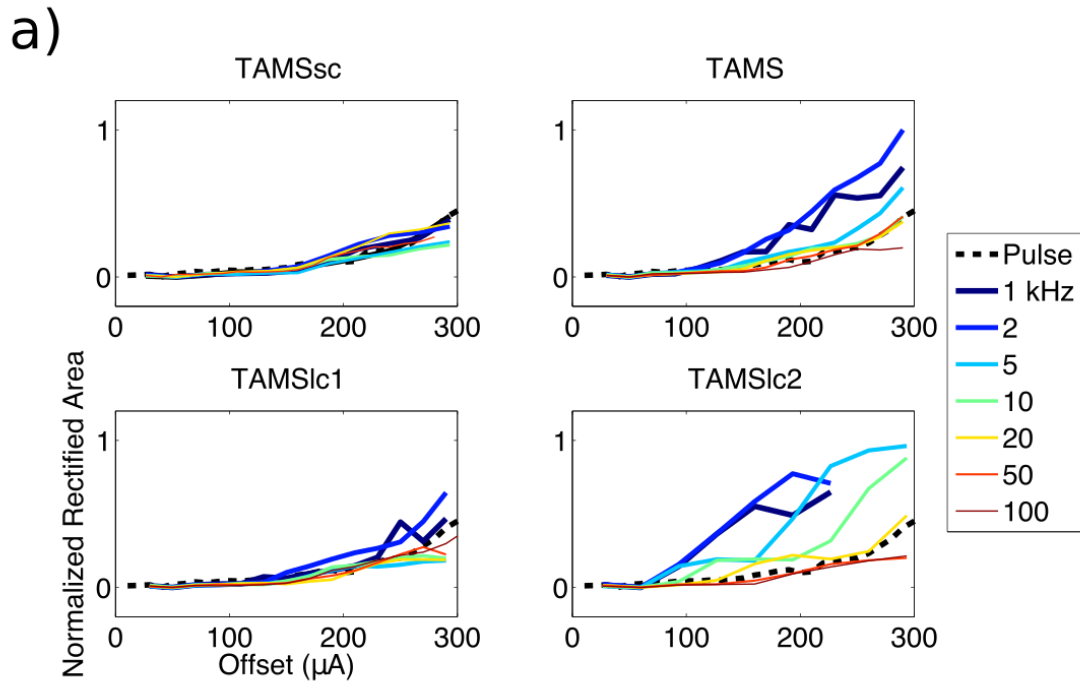 a)
TAMSsc
TAMS
1
0
0 100 200 300
1
0
0 100 200 300
TAMSlc1
TAMSlc2
1
0
0 100 200 300
1
0
0 100 200 300
Normalized Rectified Area
Offset (µA)
Pulse
1 kHz
2
5
10
20
50
100